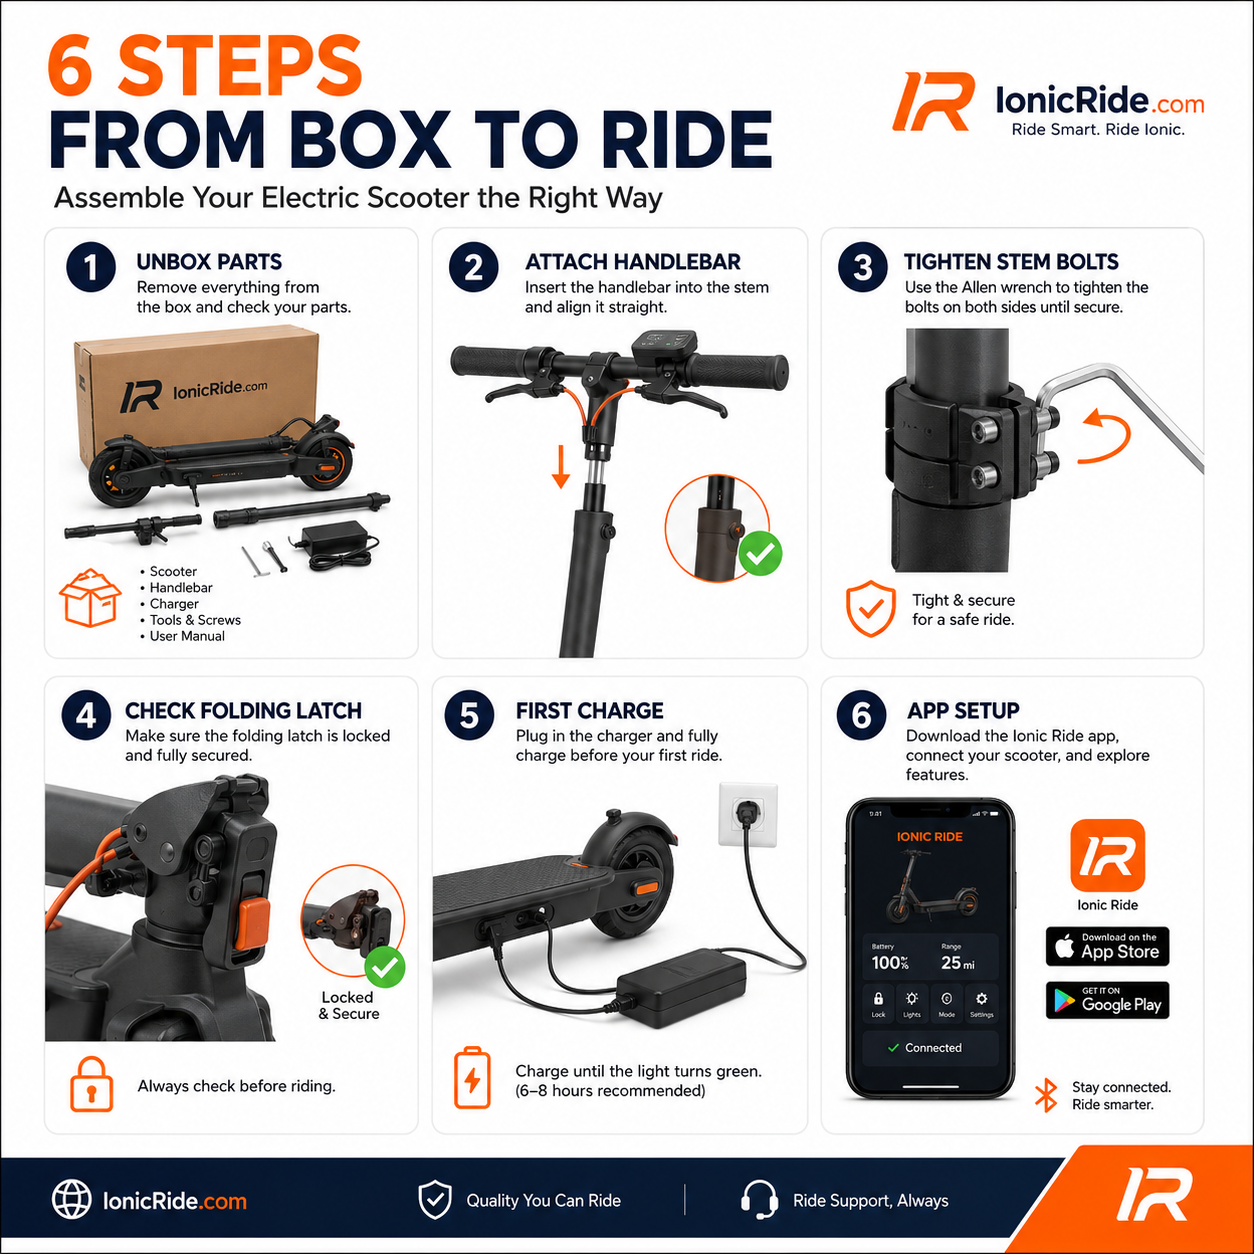 6 STEPS
FROM BOX TO RIDE
Assemble Your Electric Scooter the Right Way
IR IonicRide.com
Ride Smart. Ride Ionic.
1 UNBOX PARTS
Remove everything from
the box and check your parts.
IR IonicRide.com
• Scooter
• Handlebar
• Charger
• Tools & Screws
• User Manual
2 ATTACH HANDLEBAR
Insert the handlebar into the stem
and align it straight.
3 TIGHTEN STEM BOLTS
Use the Allen wrench to tighten the
bolts on both sides until secure.
Tight & secure
for a safe ride.
4 CHECK FOLDING LATCH
Make sure the folding latch is locked
and fully secured.
Locked
& Secure
Always check before riding.
5 FIRST CHARGE
Plug in the charger and fully
charge before your first ride.
Charge until the light turns green.
(6–8 hours recommended)
6 APP SETUP
Download the Ionic Ride app,
connect your scooter, and explore
features.
9:41
IONIC RIDE
Battery Range
100% 25 mi
Lock Lights Mode Settings
Connected
IR
Ionic Ride
Download on the
App Store
GET IT ON
Google Play
Stay connected.
Ride smarter.
IonicRide.com
Quality You Can Ride
Ride Support, Always
IR